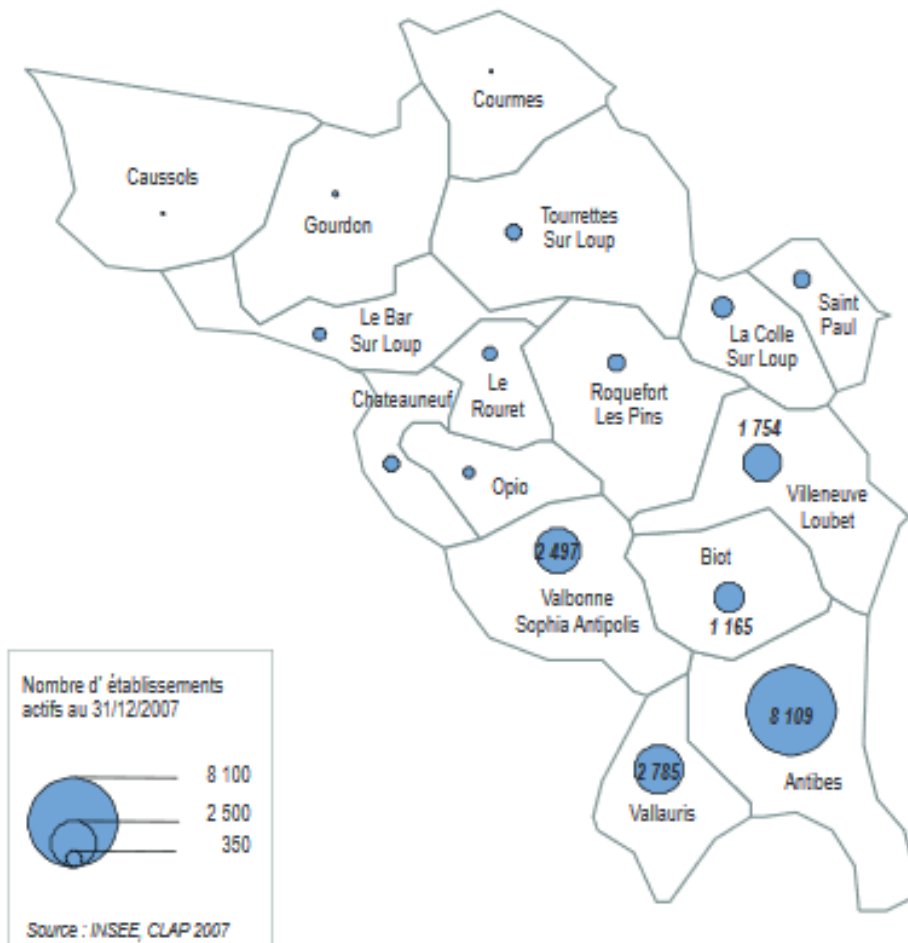 Courmes
Caussols
Gourdon
Tourrettes
Sur Loup
Saint
Paul
Le Bar
Sur Loup
La Colle
Sur Loup
Chateauneuf
Le
Rouret
Roquefort
Les Pins
1 754
Villeneuve
Loubet
Opio
2 497
Valbonne
Sophia Antipolis
Biot
1 165
8 109
Antibes
2 785
Vallauris
Nombre d' établissements
actifs au 31/12/2007
8 100
2 500
350
Source : INSEE, CLAP 2007